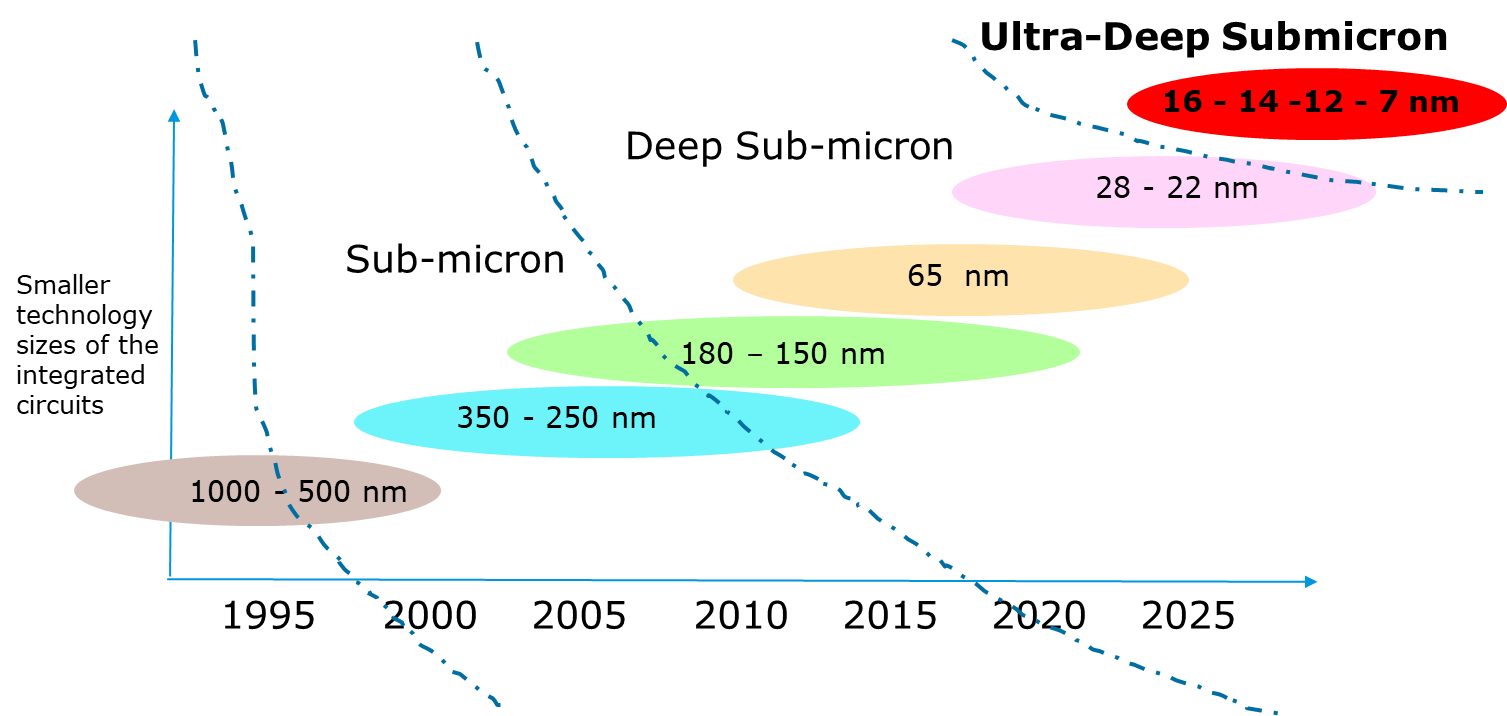 Ultra-Deep Submicron
16 - 14 -12 - 7 nm
Deep Sub-micron
28 - 22 nm
Sub-micron
65  nm
Smaller
technology
sizes of the
integrated
circuits
180 – 150 nm
350 - 250 nm
1000 - 500 nm
1995 2000 2005 2010 2015 2020 2025